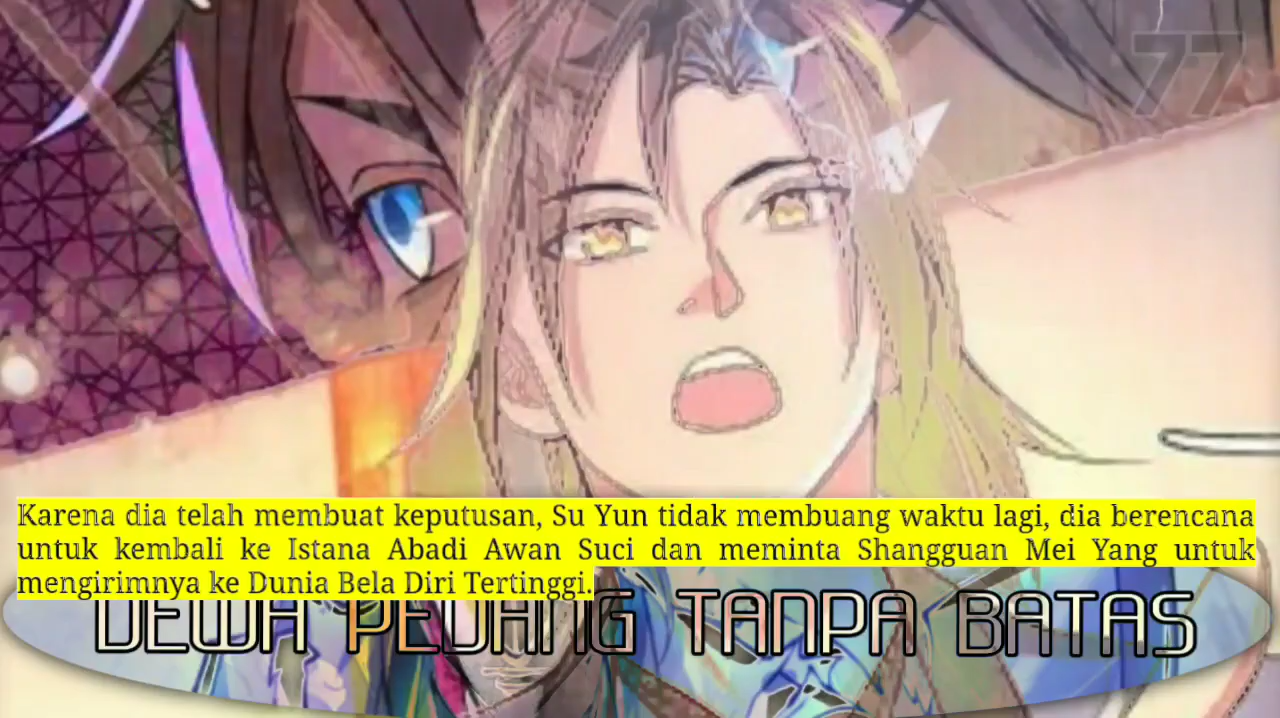 77
Karena dia telah membuat keputusan, Su Yun tidak membuang waktu lagi, dia berencana
untuk kembali ke Istana Abadi Awan Suci dan meminta Shangguan Mei Yang untuk
mengirimnya ke Dunia Bela Diri Tertinggi.
DEWA PEDANG TANPA BATAS